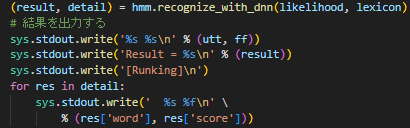 (result, detail) = hmm.recognize_with_dnn(likelihood, lexicon)
# 結果を出力する
sys.stdout.write('%s %s\n' % (utt, ff))
sys.stdout.write('Result = %s\n' % (result))
sys.stdout.write('[Runking]\n')
for res in detail:
    sys.stdout.write('  %s %f\n' \
        % (res['word'], res['score']))